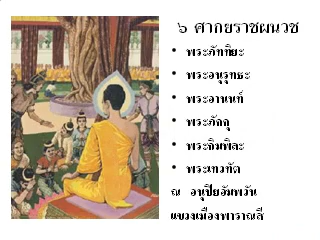 ๖ ศากยราชผนวช
• พระภัททิยะ
• พระอนุรุทธะ
• พระอานนท์
• พระภัคคุ
• พระกิมพิละ
• พระเทวทัต
ณ อนุปิยอัมพวัน
แขวงเมืองพาราณสี